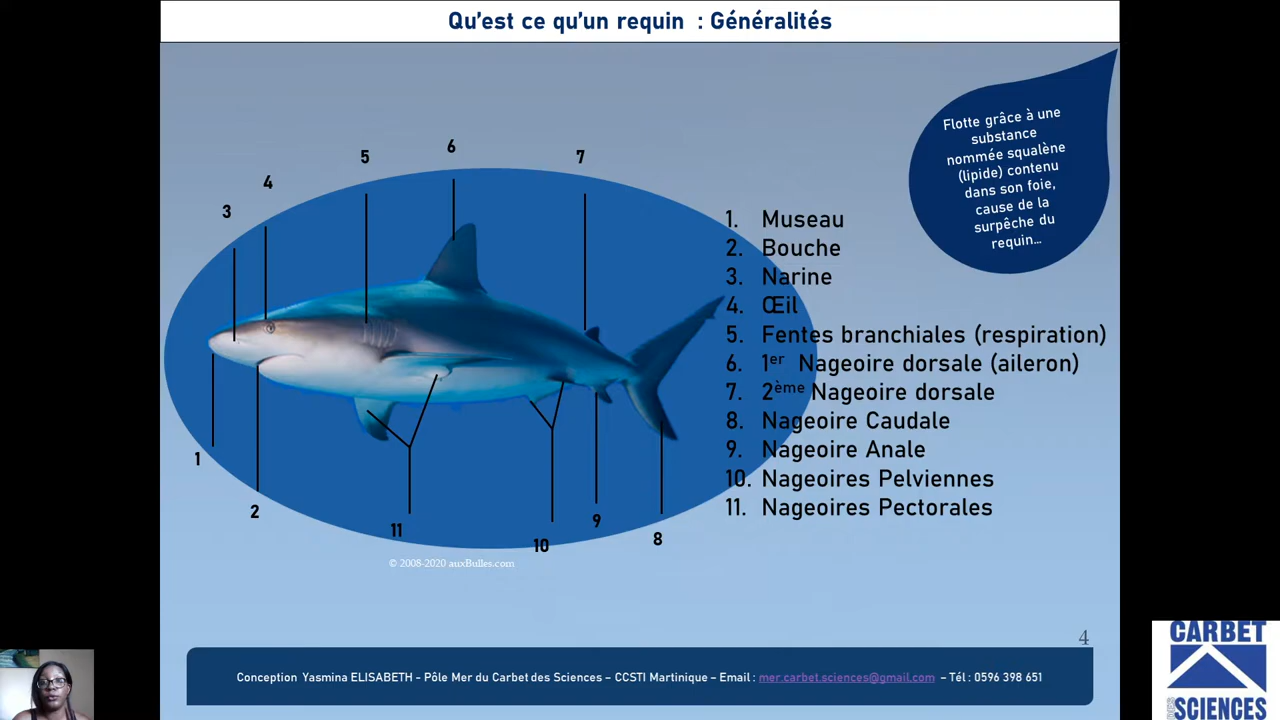 Qu'est ce qu'un requin : Généralités
Flotte grâce à une
substance
nommée squalène
(lipide) contenu
dans son foie,
cause de la
surpêche du
requin...
3
4
5
6
7
1
2
11
10
9
8
1. Museau
2. Bouche
3. Narine
4. Œil
5. Fentes branchiales (respiration)
6. 1er Nageoire dorsale (aileron)
7. 2ème Nageoire dorsale
8. Nageoire Caudale
9. Nageoire Anale
10. Nageoires Pelviennes
11. Nageoires Pectorales
© 2008-2020 auxBulles.com
4
Conception Yasmina ELISABETH - Pôle Mer du Carbet des Sciences – CCSTI Martinique – Email : mer.carbet.sciences@gmail.com – Tél : 0596 398 651
CARBET
DES SCIENCES